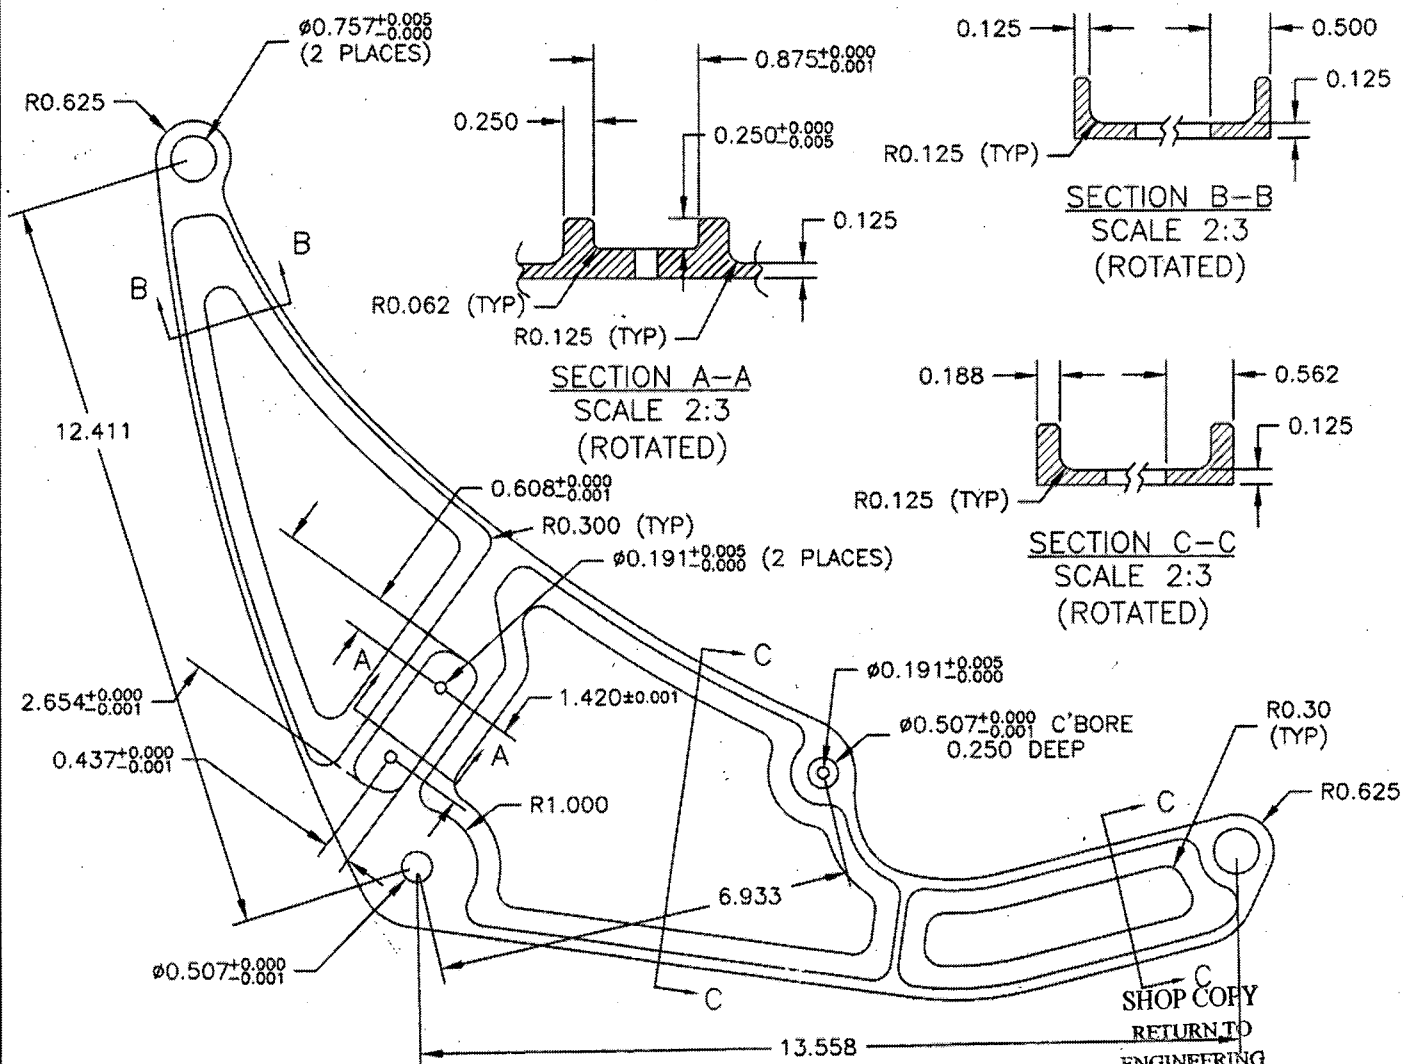 ø0.757+0.005
-0.000
(2 PLACES)
R0.625
0.875+0.000
-0.001
0.250
0.250+0.000
-0.005
0.125
R0.062 (TYP)
R0.125 (TYP)
SECTION A-A
SCALE 2:3
(ROTATED)
0.125
0.500
0.125
R0.125 (TYP)
SECTION B-B
SCALE 2:3
(ROTATED)
0.188
0.562
0.125
R0.125 (TYP)
SECTION C-C
SCALE 2:3
(ROTATED)
B
B
12.411
0.608+0.000
-0.001
R0.300 (TYP)
ø0.191+0.005
-0.000 (2 PLACES)
A
A
C
ø0.191+0.005
-0.000
2.654+0.000
-0.001
1.420±0.001
ø0.507+0.000
-0.001 C'BORE
0.250 DEEP
R0.30
(TYP)
0.437+0.000
-0.001
R1.000
C
R0.625
6.933
ø0.507+0.000
-0.001
C
C
SHOP COPY
RETURN TO
ENGINEERING
13.558